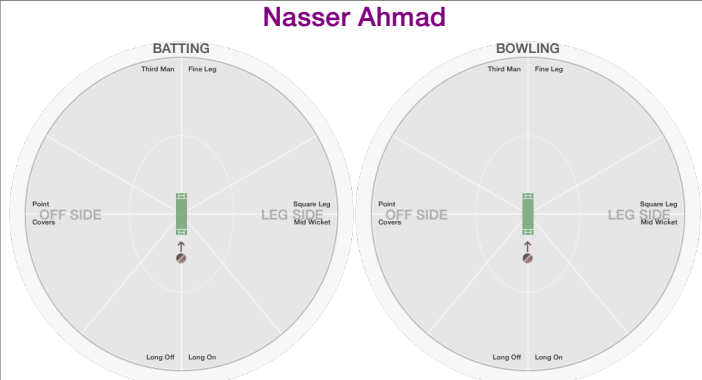 Nasser Ahmad
BATTING
Third Man Fine Leg
Point
OFF SIDE
Covers
Square Leg
LEG SIDE
Mid Wicket
Long Off Long On
BOWLING
Third Man Fine Leg
Point
OFF SIDE
Covers
Square Leg
LEG SIDE
Mid Wicket
Long Off Long On